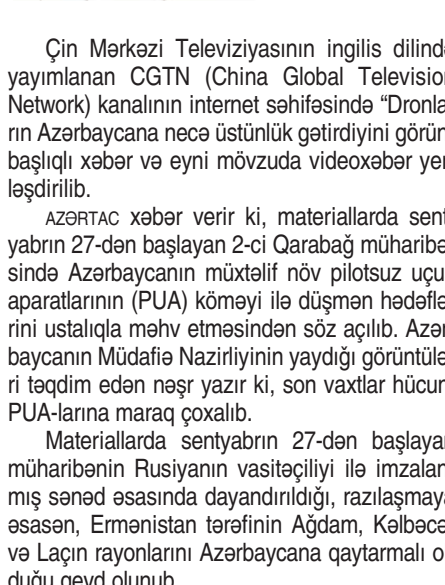 Çin Mərkəzi Televiziyasının ingilis dilində
yayımlanan CGTN (China Global Television
Network) kanalının internet səhifəsində “Dronla-
rın Azərbaycana necə üstünlük gətirdiyini görün”
başlıqlı xəbər və eyni mövzuda videoxəbər yer-
ləşdirilib.
AZƏRTAC xəbər verir ki, materiallarda sent-
yabrın 27-dən başlayan 2-ci Qarabağ müharibə-
sində Azərbaycanın müxtəlif növ pilotsuz uçuş
aparatlarının (PUA) köməyi ilə düşmən hədəflə-
rini ustalıqla məhv etməsindən söz açılıb. Azər-
baycanın Müdafiə Nazirliyinin yaydığı görüntülə-
ri təqdim edən nəşr yazır ki, son vaxtlar hücum
PUA-larına maraq çoxalıb.
Materiallarda sentyabrın 27-dən başlayan
müharibənin Rusiyanın vasitəçiliyi ilə imzalan-
mış sənəd əsasında dayandırıldığı, razılaşmaya
əsasən, Ermənistan tərəfinin Ağdam, Kəlbəcər
və Laçın rayonlarını Azərbaycana qaytarmalı ol-
duğu qeyd olunub.